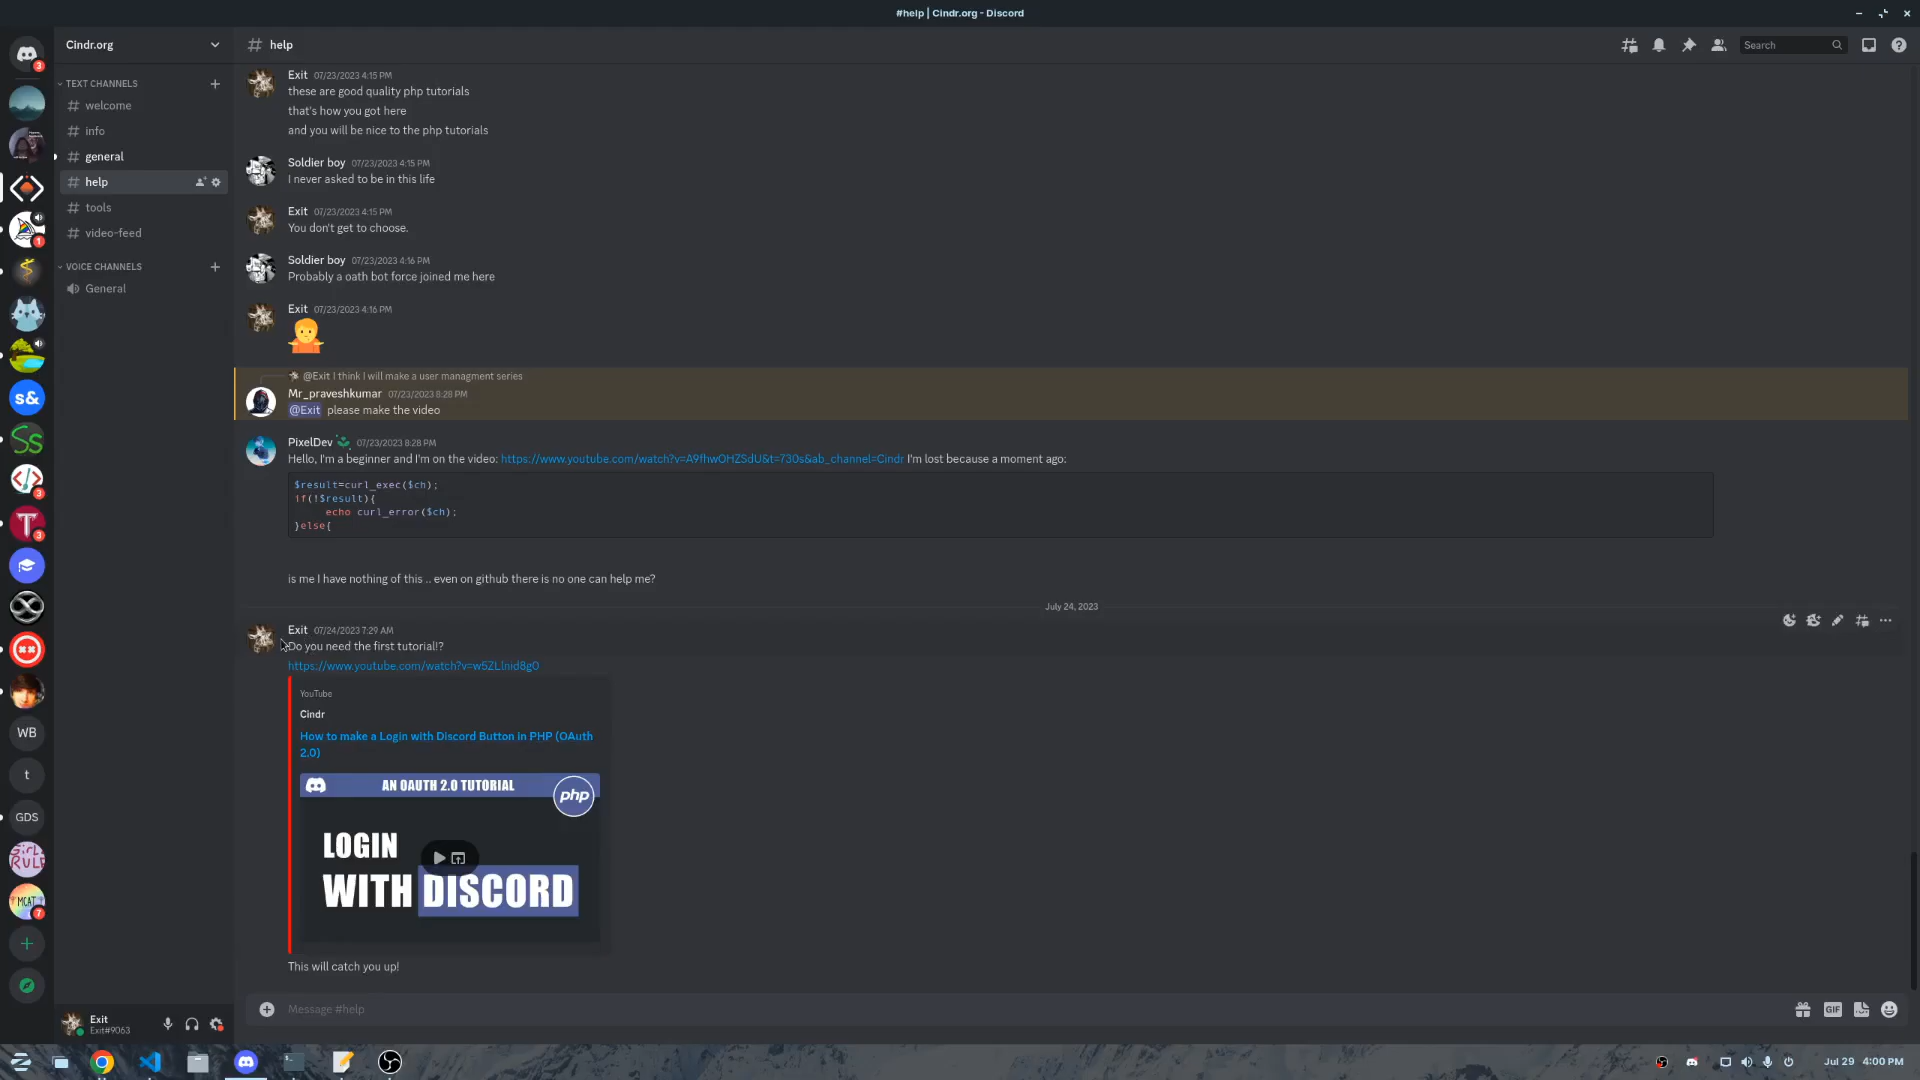 #help | Cindr.org - Discord
Cindr.org
# help
Search
TEXT CHANNELS
# welcome
# info
# general
# help
# tools
# video-feed
VOICE CHANNELS
General
Exit 07/23/2023 4:15 PM
these are good quality php tutorials
that's how you got here
and you will be nice to the php tutorials
Soldier boy 07/23/2023 4:15 PM
I never asked to be in this life
Exit 07/23/2023 4:15 PM
You don't get to choose.
Soldier boy 07/23/2023 4:16 PM
Probably a oath bot force joined me here
Exit 07/23/2023 4:16 PM
@Exit I think I will make a user managment series
Mr_praveshkumar 07/23/2023 8:28 PM
@Exit please make the video
PixelDev 07/23/2023 8:28 PM
Hello, I'm a beginner and I'm on the video: https://www.youtube.com/watch?v=A9fhwOHZSdU&t=730s&ab_channel=Cindr I'm lost because a moment ago:
$result=curl_exec($ch);
if(!$result){
echo curl_error($ch);
}else{
is me I have nothing of this .. even on github there is no one can help me?
July 24, 2023
Exit 07/24/2023 7:29 AM
Do you need the first tutorial!?
https://www.youtube.com/watch?v=w5ZLlnid8g0
YouTube
Cindr
How to make a Login with Discord Button in PHP (OAuth
2.0)
AN OAUTH 2.0 TUTORIAL
php
LOGIN
WITH DISCORD
This will catch you up!
Message #help
GIF
3
1
s&
SS
3
T
3
WB
t
GDS
GiRL
RULE
MCAT
7
Exit
Exit#9063
Jul 29 4:00 PM